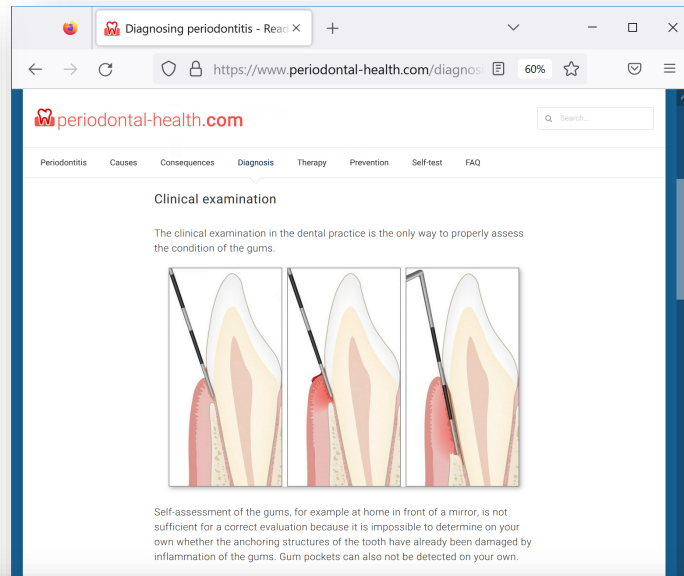 Diagnosing periodontitis - Read
https://www.periodontal-health.com/diagnos
60%
periodontal-health.com
Search...
Periodontitis Causes Consequences Diagnosis Therapy Prevention Self-test FAQ
Clinical examination
The clinical examination in the dental practice is the only way to properly assess
the condition of the gums.
Self-assessment of the gums, for example at home in front of a mirror, is not
sufficient for a correct evaluation because it is impossible to determine on your
own whether the anchoring structures of the tooth have already been damaged by
inflammation of the gums. Gum pockets can also not be detected on your own.